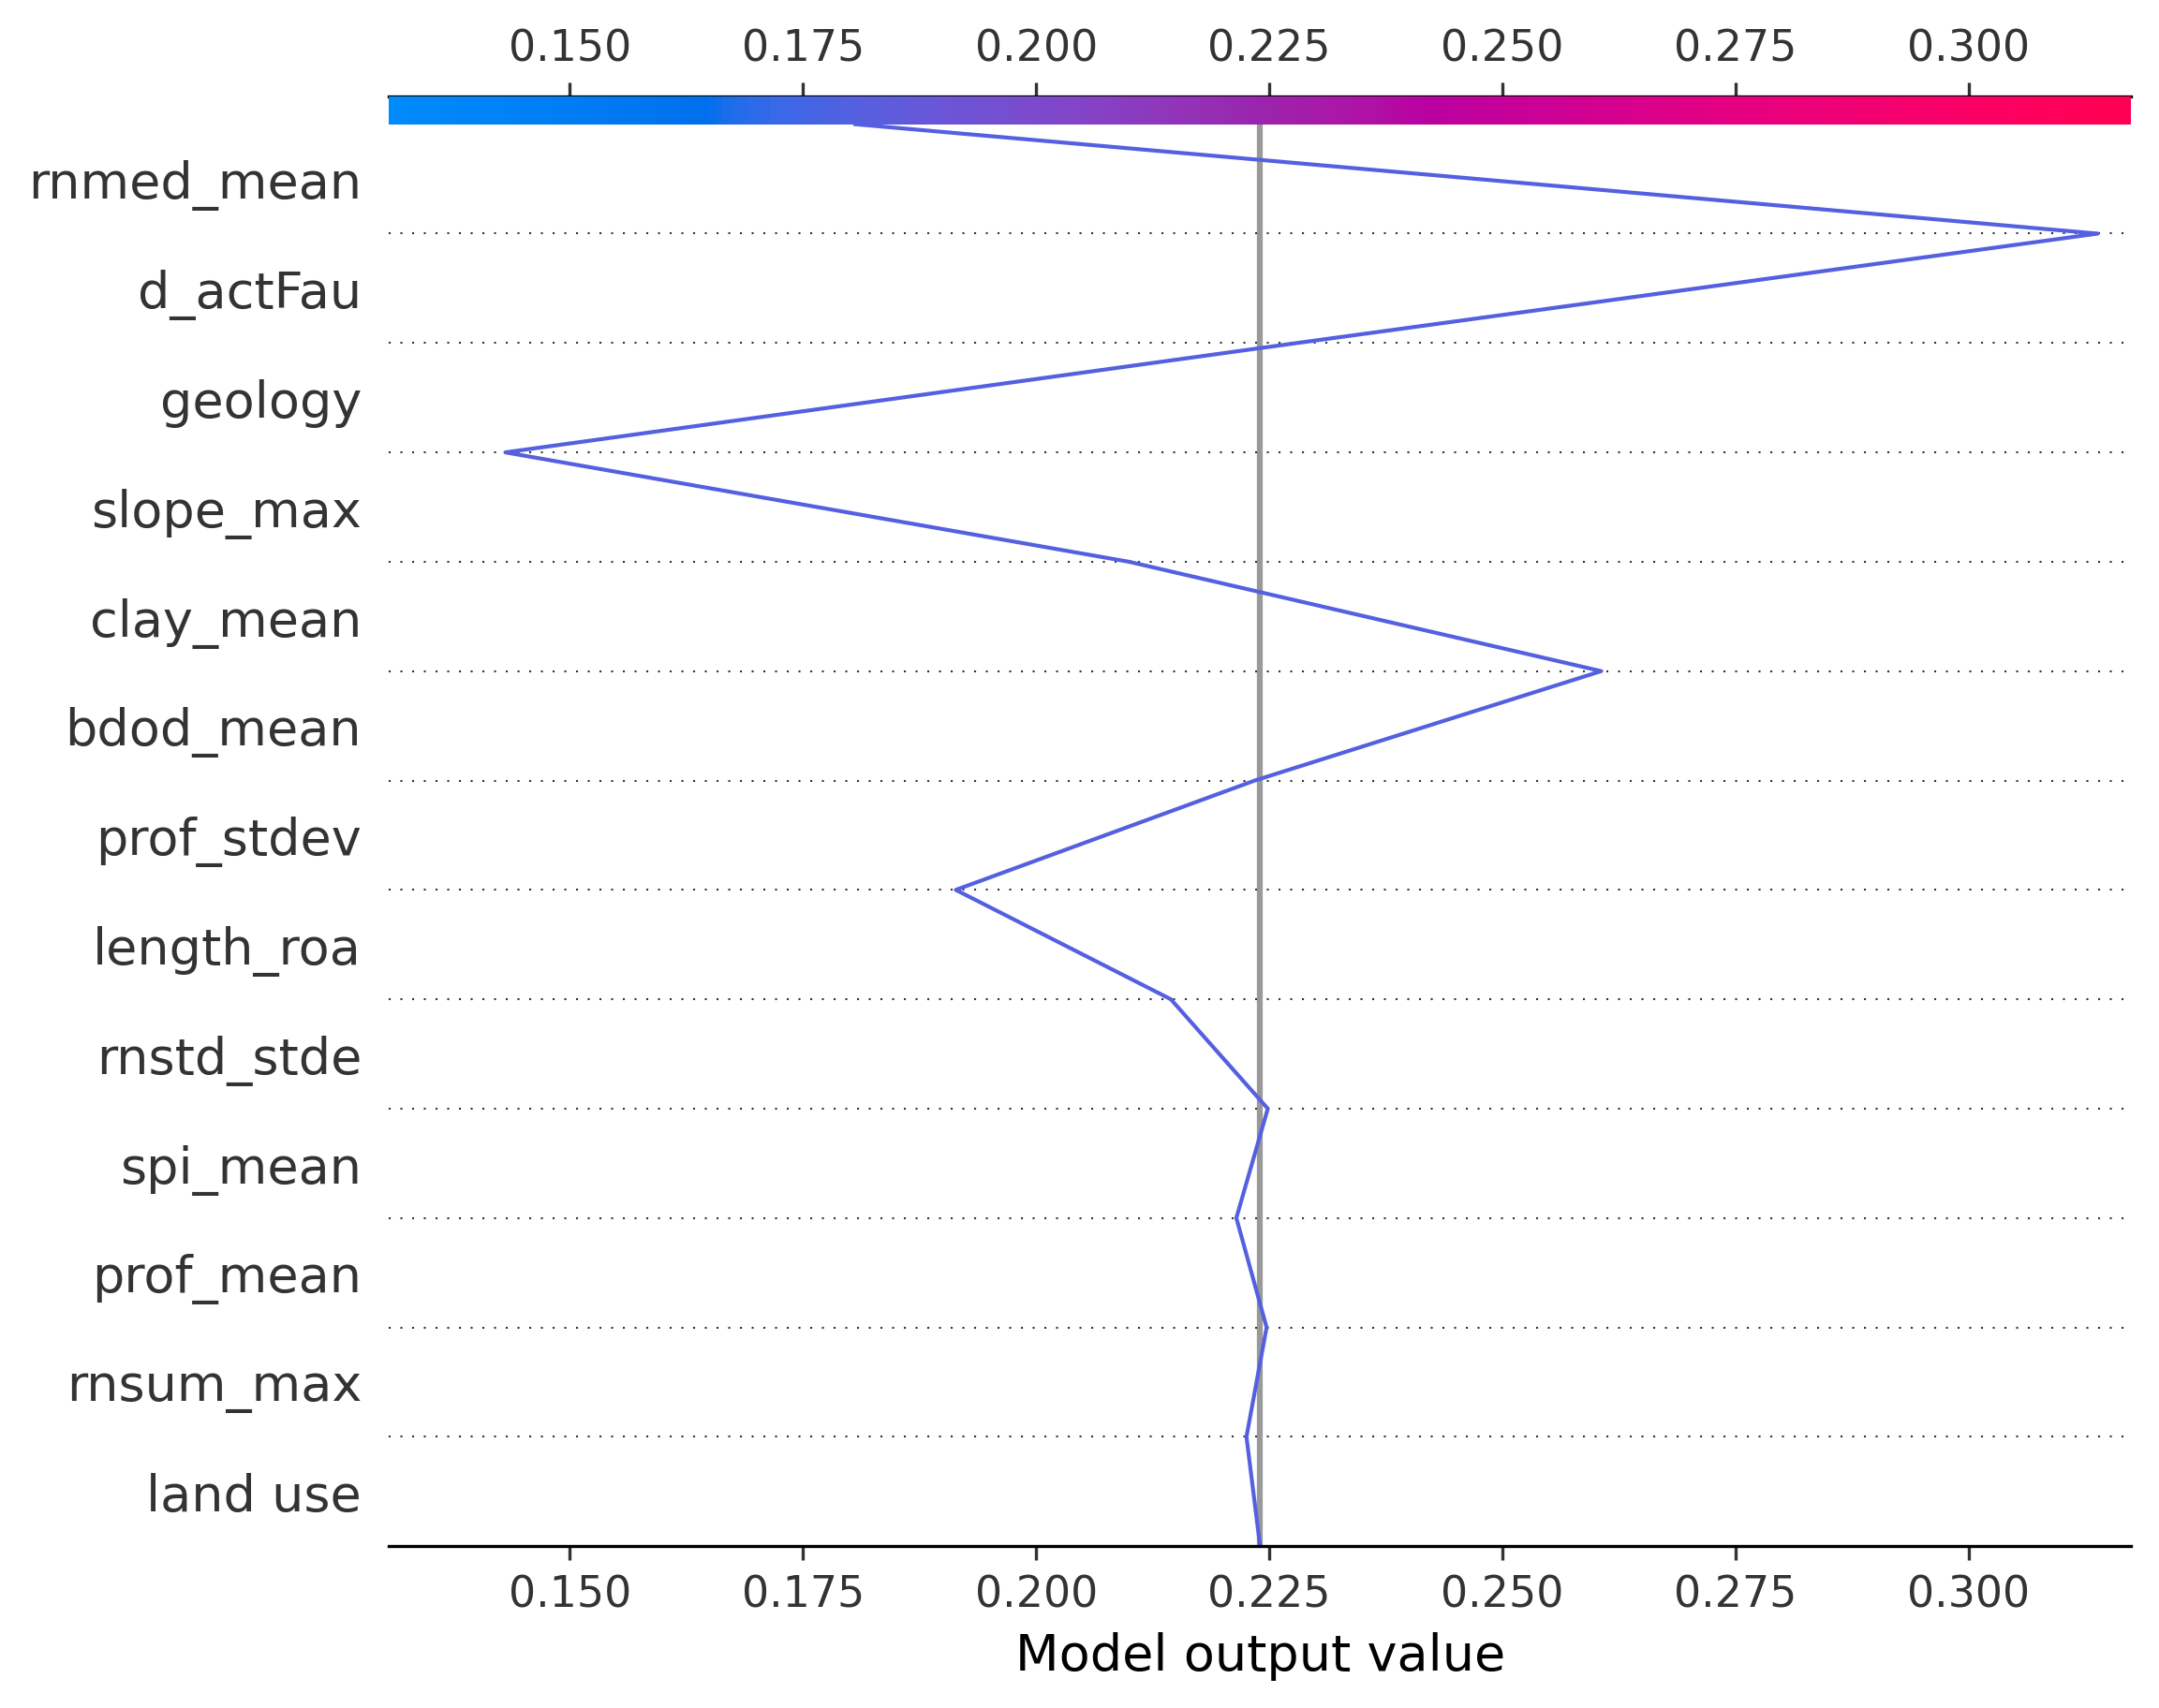 0.150 0.175 0.200 0.225 0.250 0.275 0.300
rnmed_mean
d_actFau
geology
slope_max
clay_mean
bdod_mean
prof_stdev
length_roa
rnstd_stde
spi_mean
prof_mean
rnsum_max
land use
0.150 0.175 0.200 0.225 0.250 0.275 0.300
Model output value